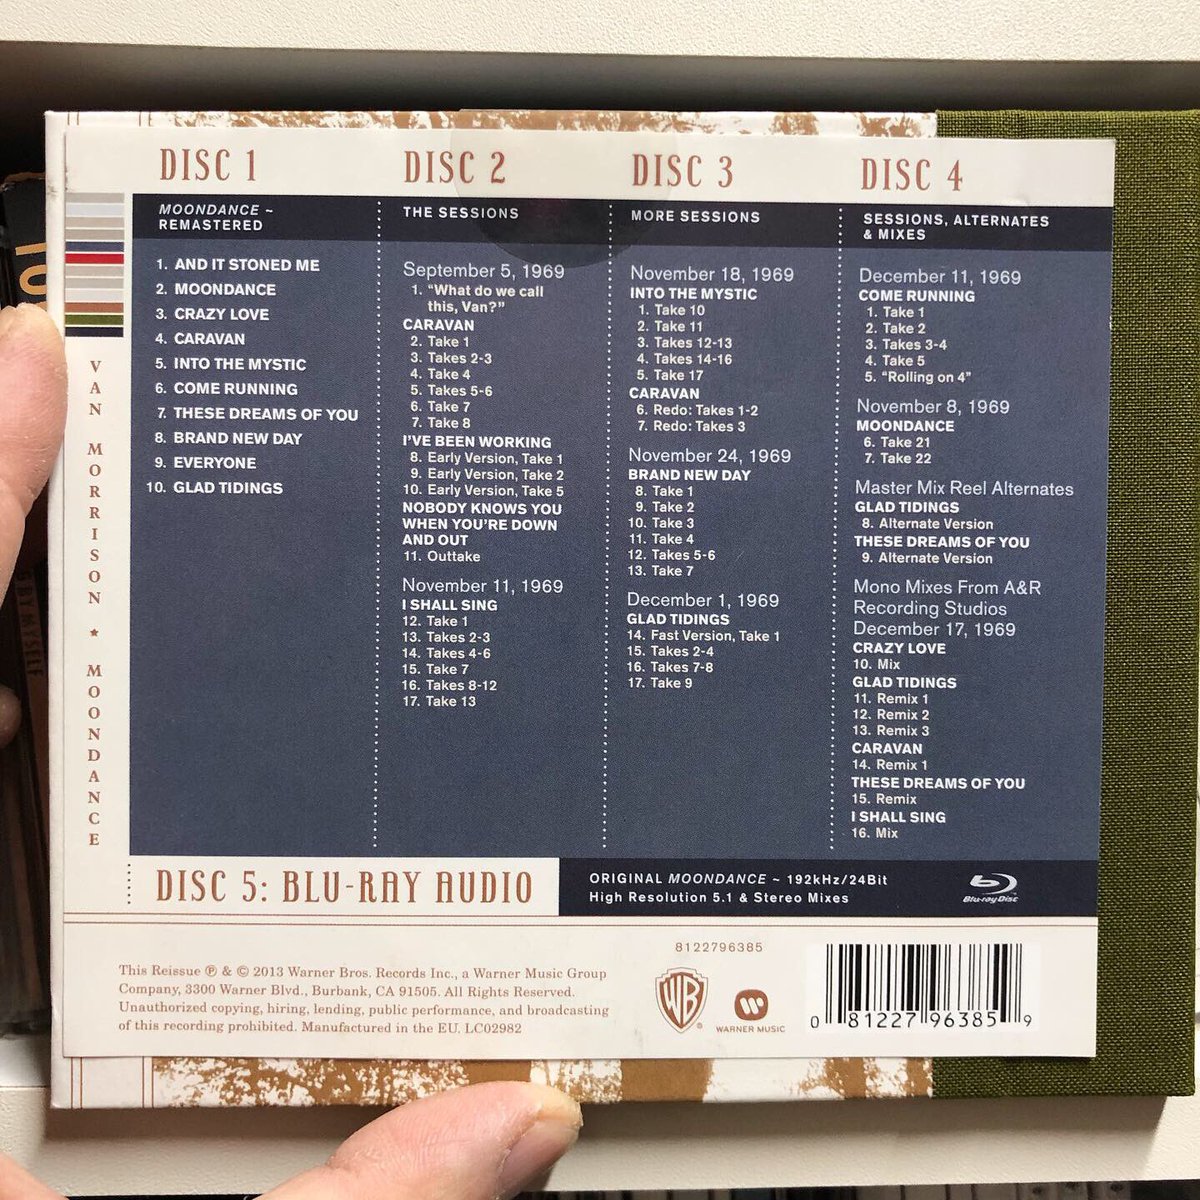 DISC 1
MOONDANCE ~
REMASTERED
1. AND IT STONED ME
2. MOONDANCE
3. CRAZY LOVE
4. CARAVAN
5. INTO THE MYSTIC
6. COME RUNNING
7. THESE DREAMS OF YOU
8. BRAND NEW DAY
9. EVERYONE
10. GLAD TIDINGS
DISC 2
THE SESSIONS
September 5, 1969
1. “What do we call
this, Van?”
CARAVAN
2. Take 1
3. Takes 2-3
4. Take 4
5. Takes 5-6
6. Take 7
7. Take 8
I'VE BEEN WORKING
8. Early Version, Take 1
9. Early Version, Take 2
10. Early Version, Take 5
NOBODY KNOWS YOU
WHEN YOU'RE DOWN
AND OUT
11. Outtake
November 11, 1969
I SHALL SING
12. Take 1
13. Takes 2-3
14. Takes 4-6
15. Take 7
16. Takes 8-12
17. Take 13
DISC 3
MORE SESSIONS
November 18, 1969
INTO THE MYSTIC
1. Take 10
2. Take 11
3. Takes 12-13
4. Takes 14-16
5. Take 17
CARAVAN
6. Redo: Takes 1-2
7. Redo: Takes 3
November 24, 1969
BRAND NEW DAY
8. Take 1
9. Take 2
10. Take 3
11. Take 4
12. Takes 5-6
13. Take 7
December 1, 1969
GLAD TIDINGS
14. Fast Version, Take 1
15. Takes 2-4
16. Takes 7-8
17. Take 9
DISC 4
SESSIONS, ALTERNATES
& MIXES
December 11, 1969
COME RUNNING
1. Take 1
2. Take 2
3. Takes 3-4
4. Take 5
5. “Rolling on 4”
November 8, 1969
MOONDANCE
6. Take 21
7. Take 22
Master Mix Reel Alternates
GLAD TIDINGS
8. Alternate Version
THESE DREAMS OF YOU
9. Alternate Version
Mono Mixes From A&R
Recording Studios
December 17, 1969
CRAZY LOVE
10. Mix
GLAD TIDINGS
11. Remix 1
12. Remix 2
13. Remix 3
CARAVAN
14. Remix 1
THESE DREAMS OF YOU
15. Remix
I SHALL SING
16. Mix
VAN MORRISON ★ MOONDANCE
DISC 5: BLU-RAY AUDIO
ORIGINAL MOONDANCE ~ 192kHz/24Bit
High Resolution 5.1 & Stereo Mixes
Blu-ray Disc
This Reissue ℗ & © 2013 Warner Bros. Records Inc., a Warner Music Group
Company, 3300 Warner Blvd., Burbank, CA 91505. All Rights Reserved.
Unauthorized copying, hiring, lending, public performance, and broadcasting
of this recording prohibited. Manufactured in the EU. LC02982
8122796385
WB
WARNER MUSIC
0 81227 96385 9
BY MYSELF